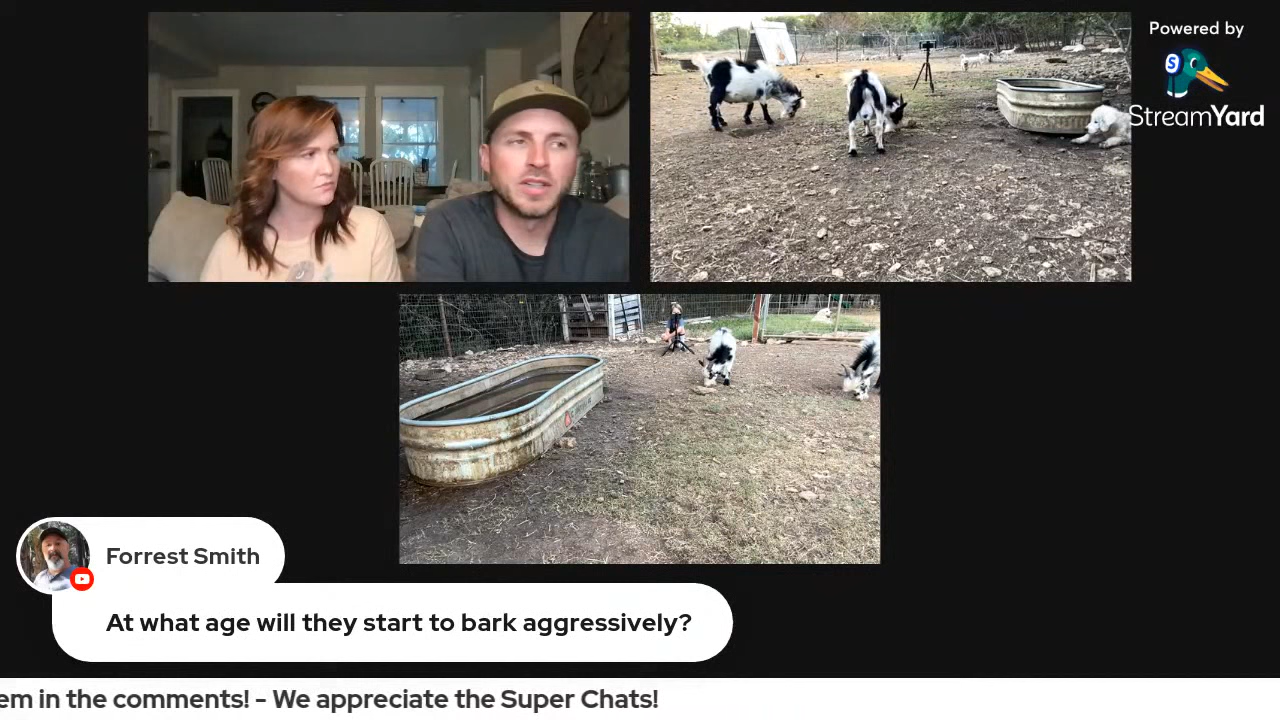 Powered by
S
StreamYard
Forrest Smith
At what age will they start to bark aggressively?
em in the comments! - We appreciate the Super Chats!